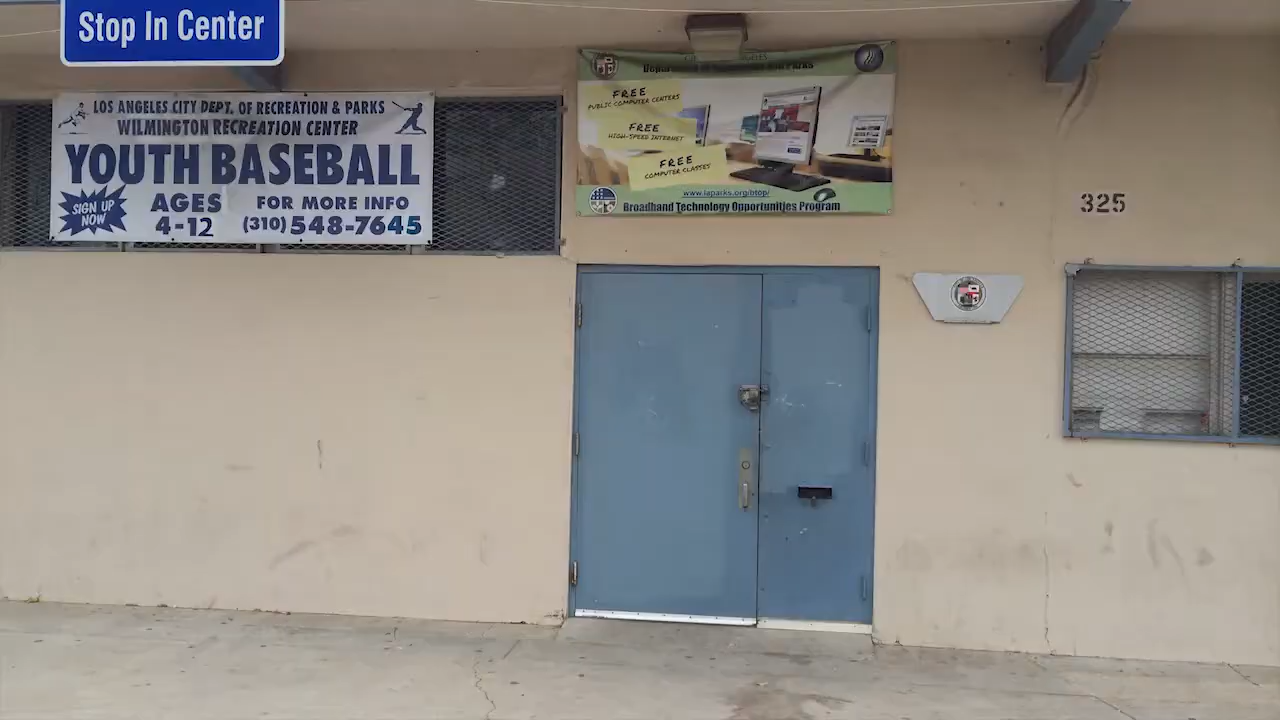 Stop In Center
LOS ANGELES CITY DEPT. OF RECREATION & PARKS
WILMINGTON RECREATION CENTER
YOUTH BASEBALL
SIGN UP
NOW
AGES
4-12
FOR MORE INFO
(310) 548-7645
FREE
PUBLIC COMPUTER CENTERS
FREE
HIGH-SPEED INTERNET
FREE
COMPUTER CLASSES
www.laparks.org/btop/
Broadband Technology Opportunities Program
325